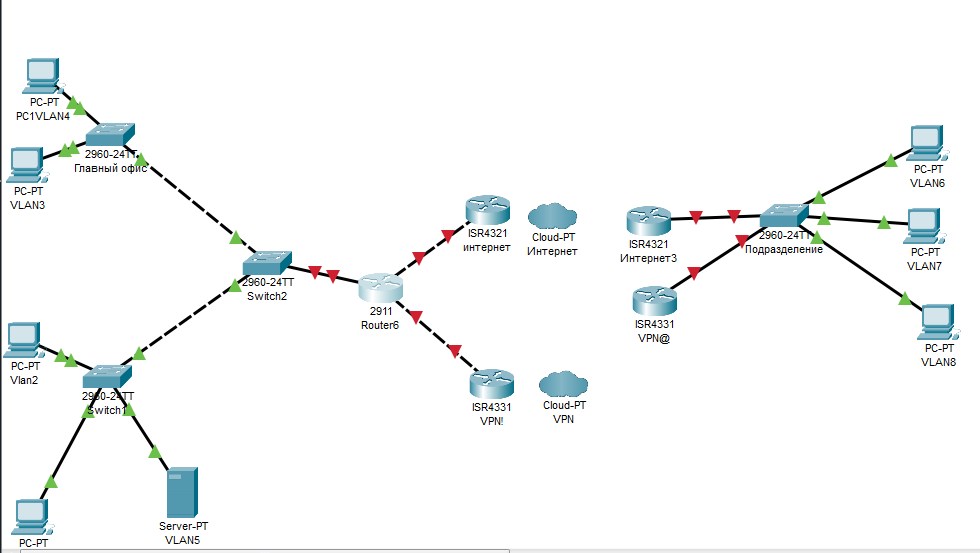 PC-PT
PC1VLAN4
2960-24TT
Главный офис
PC-PT
VLAN3
2960-24TT
Switch2
2911
Router6
ISR4321
интернет
Cloud-PT
Интернет
ISR4331
VPN!
Cloud-PT
VPN
PC-PT
Vlan2
2960-24TT
Switch1
PC-PT
Server-PT
VLAN5
ISR4321
Интернет3
ISR4331
VPN@
2960-24TT
Подразделение
PC-PT
VLAN6
PC-PT
VLAN7
PC-PT
VLAN8